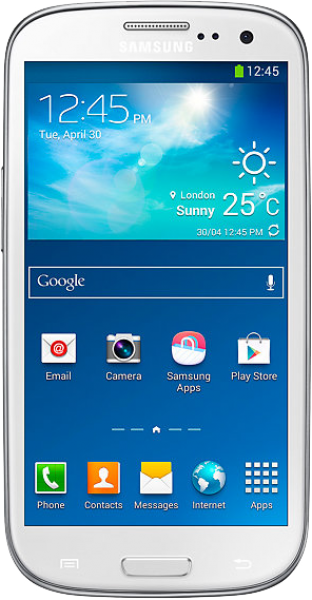 SAMSUNG
12:45
12:45 PM
Tue, April 30
London
Sunny 25°C
30/04 12:45 PM
Google
@
Email
Camera
Samsung Apps
Play Store
Phone
Contacts
Messages
Internet
Apps